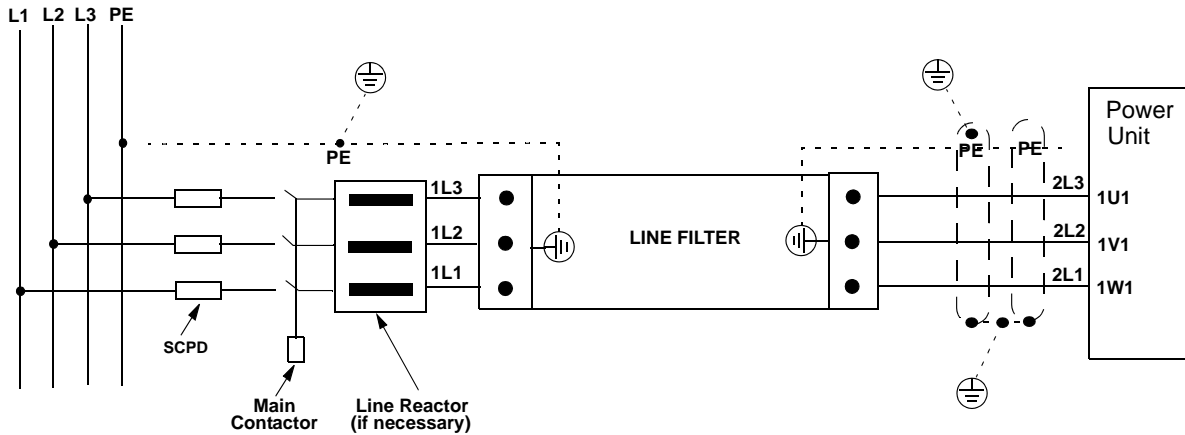 L1 L2 L3 PE
Power
Unit
PE
PE
PE
1L3
2L3
1U1
1L2
LINE FILTER
2L2
1V1
1L1
2L1
1W1
SCPD
Main
Contactor
Line Reactor
(if necessary)